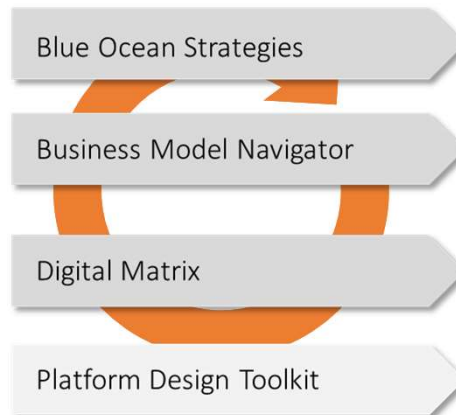 Blue Ocean Strategies
Business Model Navigator
Digital Matrix
Platform Design Toolkit